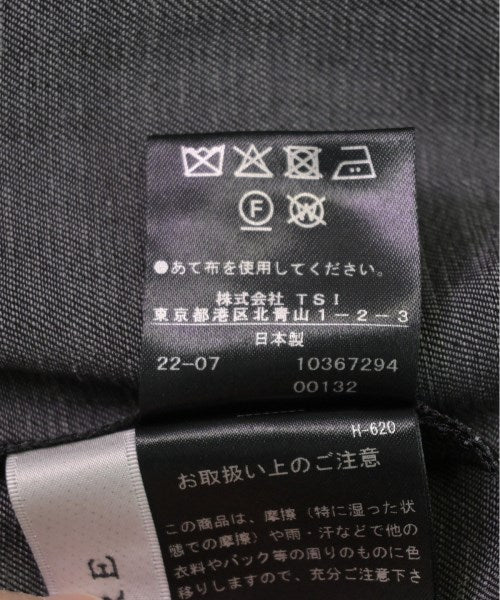 F
W
●あて布を使用してください。
株式会社 TSI
東京都港区北青山1-2-3
日本製
22-07 10367294
00132
H-620
お取扱い上のご注意
この商品は、摩擦(特に湿った状
態での摩擦)や雨・汗などで他の
衣料やバック等の周りのものに色
移りしますので、充分ご注意下さ
RE